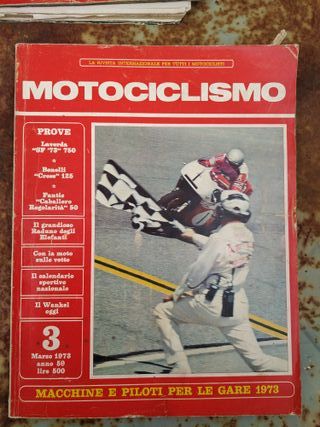 LA RIVISTA INTERNAZIONALE PER TUTTI I MOTOCICLISTI
MOTOCICLISMO
PROVE
Laverda
"SF '73" 750
Benelli
"Cross" 125
Fantic
"Caballero
Regolarità" 50
Il grandioso
Raduno degli
Elefanti
Con la moto
sulle vette
Il calendario
sportivo
nazionale
Il Wankel
oggi
3
Marzo 1973
anno 59
lire 500
MACCHINE E PILOTI PER LE GARE 1973